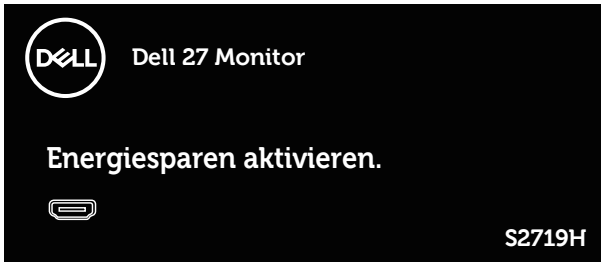 DELL
Dell 27 Monitor
Energiesparen aktivieren.
S2719H